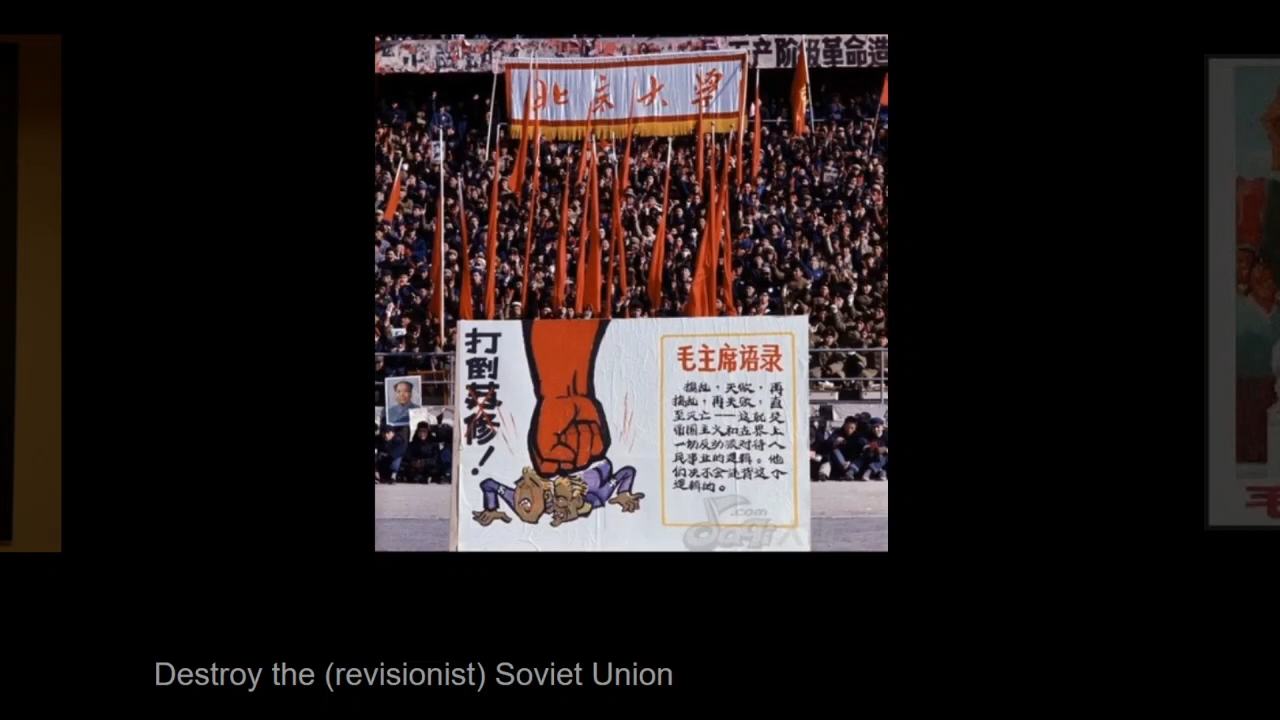 产阶级革命造
北京大学
打倒苏修！
毛主席语录
捣乱，失败，再
捣乱，再失败，直
至灭亡——这就是
帝国主义和世界上
一切反动派对待人
民事业的逻辑。他
们决不会违背这个
逻辑的。
.com
Destroy the (revisionist) Soviet Union